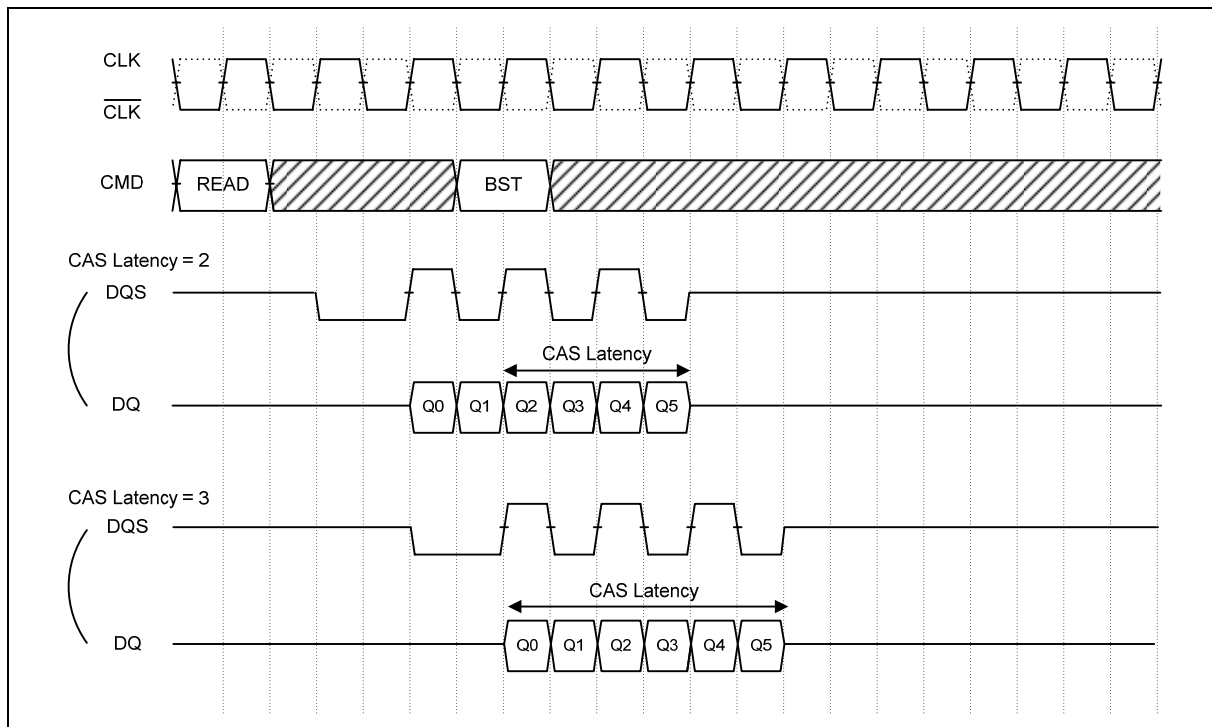 CLK
C̅L̅K̅
CMD
READ
BST
CAS Latency = 2
DQS
CAS Latency
DQ
Q0 Q1 Q2 Q3 Q4 Q5
CAS Latency = 3
DQS
CAS Latency
DQ
Q0 Q1 Q2 Q3 Q4 Q5